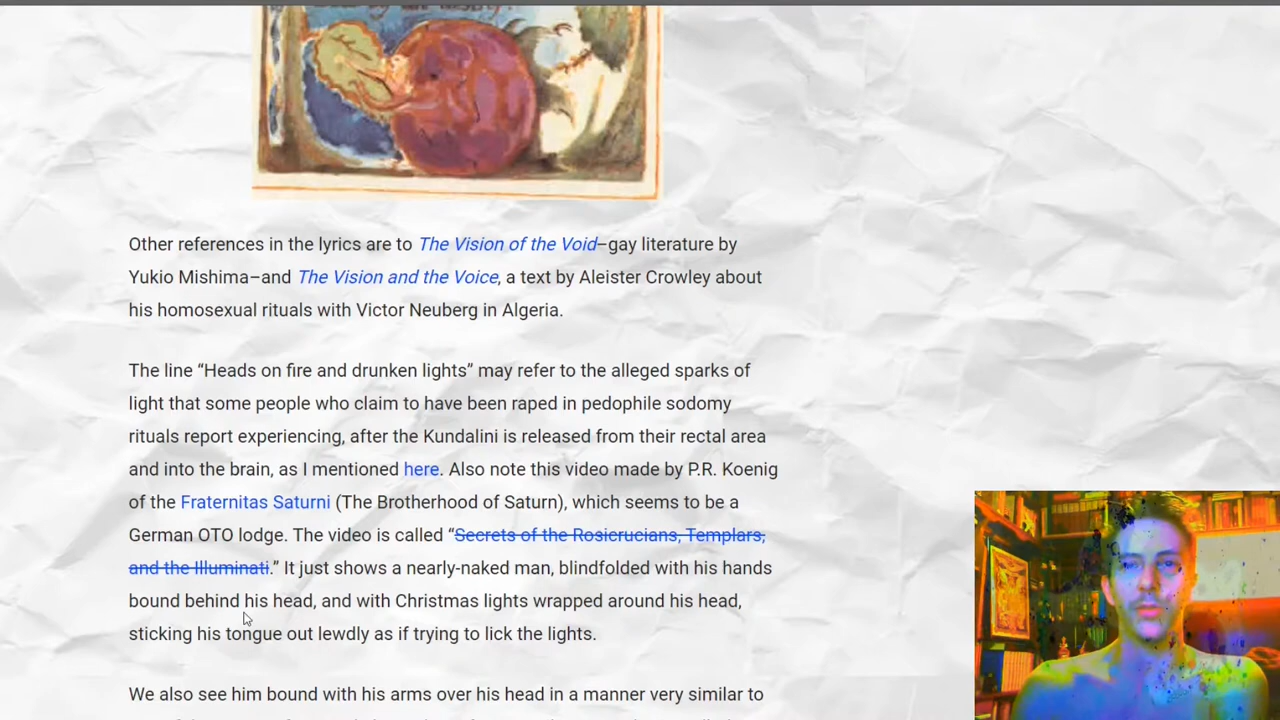 Other references in the lyrics are to The Vision of the Void–gay literature by
Yukio Mishima–and The Vision and the Voice, a text by Aleister Crowley about
his homosexual rituals with Victor Neuberg in Algeria.
The line “Heads on fire and drunken lights” may refer to the alleged sparks of
light that some people who claim to have been raped in pedophile sodomy
rituals report experiencing, after the Kundalini is released from their rectal area
and into the brain, as I mentioned here. Also note this video made by P.R. Koenig
of the Fraternitas Saturni (The Brotherhood of Saturn), which seems to be a
German OTO lodge. The video is called “Secrets of the Rosicrucians, Templars,
and the Illuminati.” It just shows a nearly-naked man, blindfolded with his hands
bound behind his head, and with Christmas lights wrapped around his head,
sticking his tongue out lewdly as if trying to lick the lights.
We also see him bound with his arms over his head in a manner very similar to